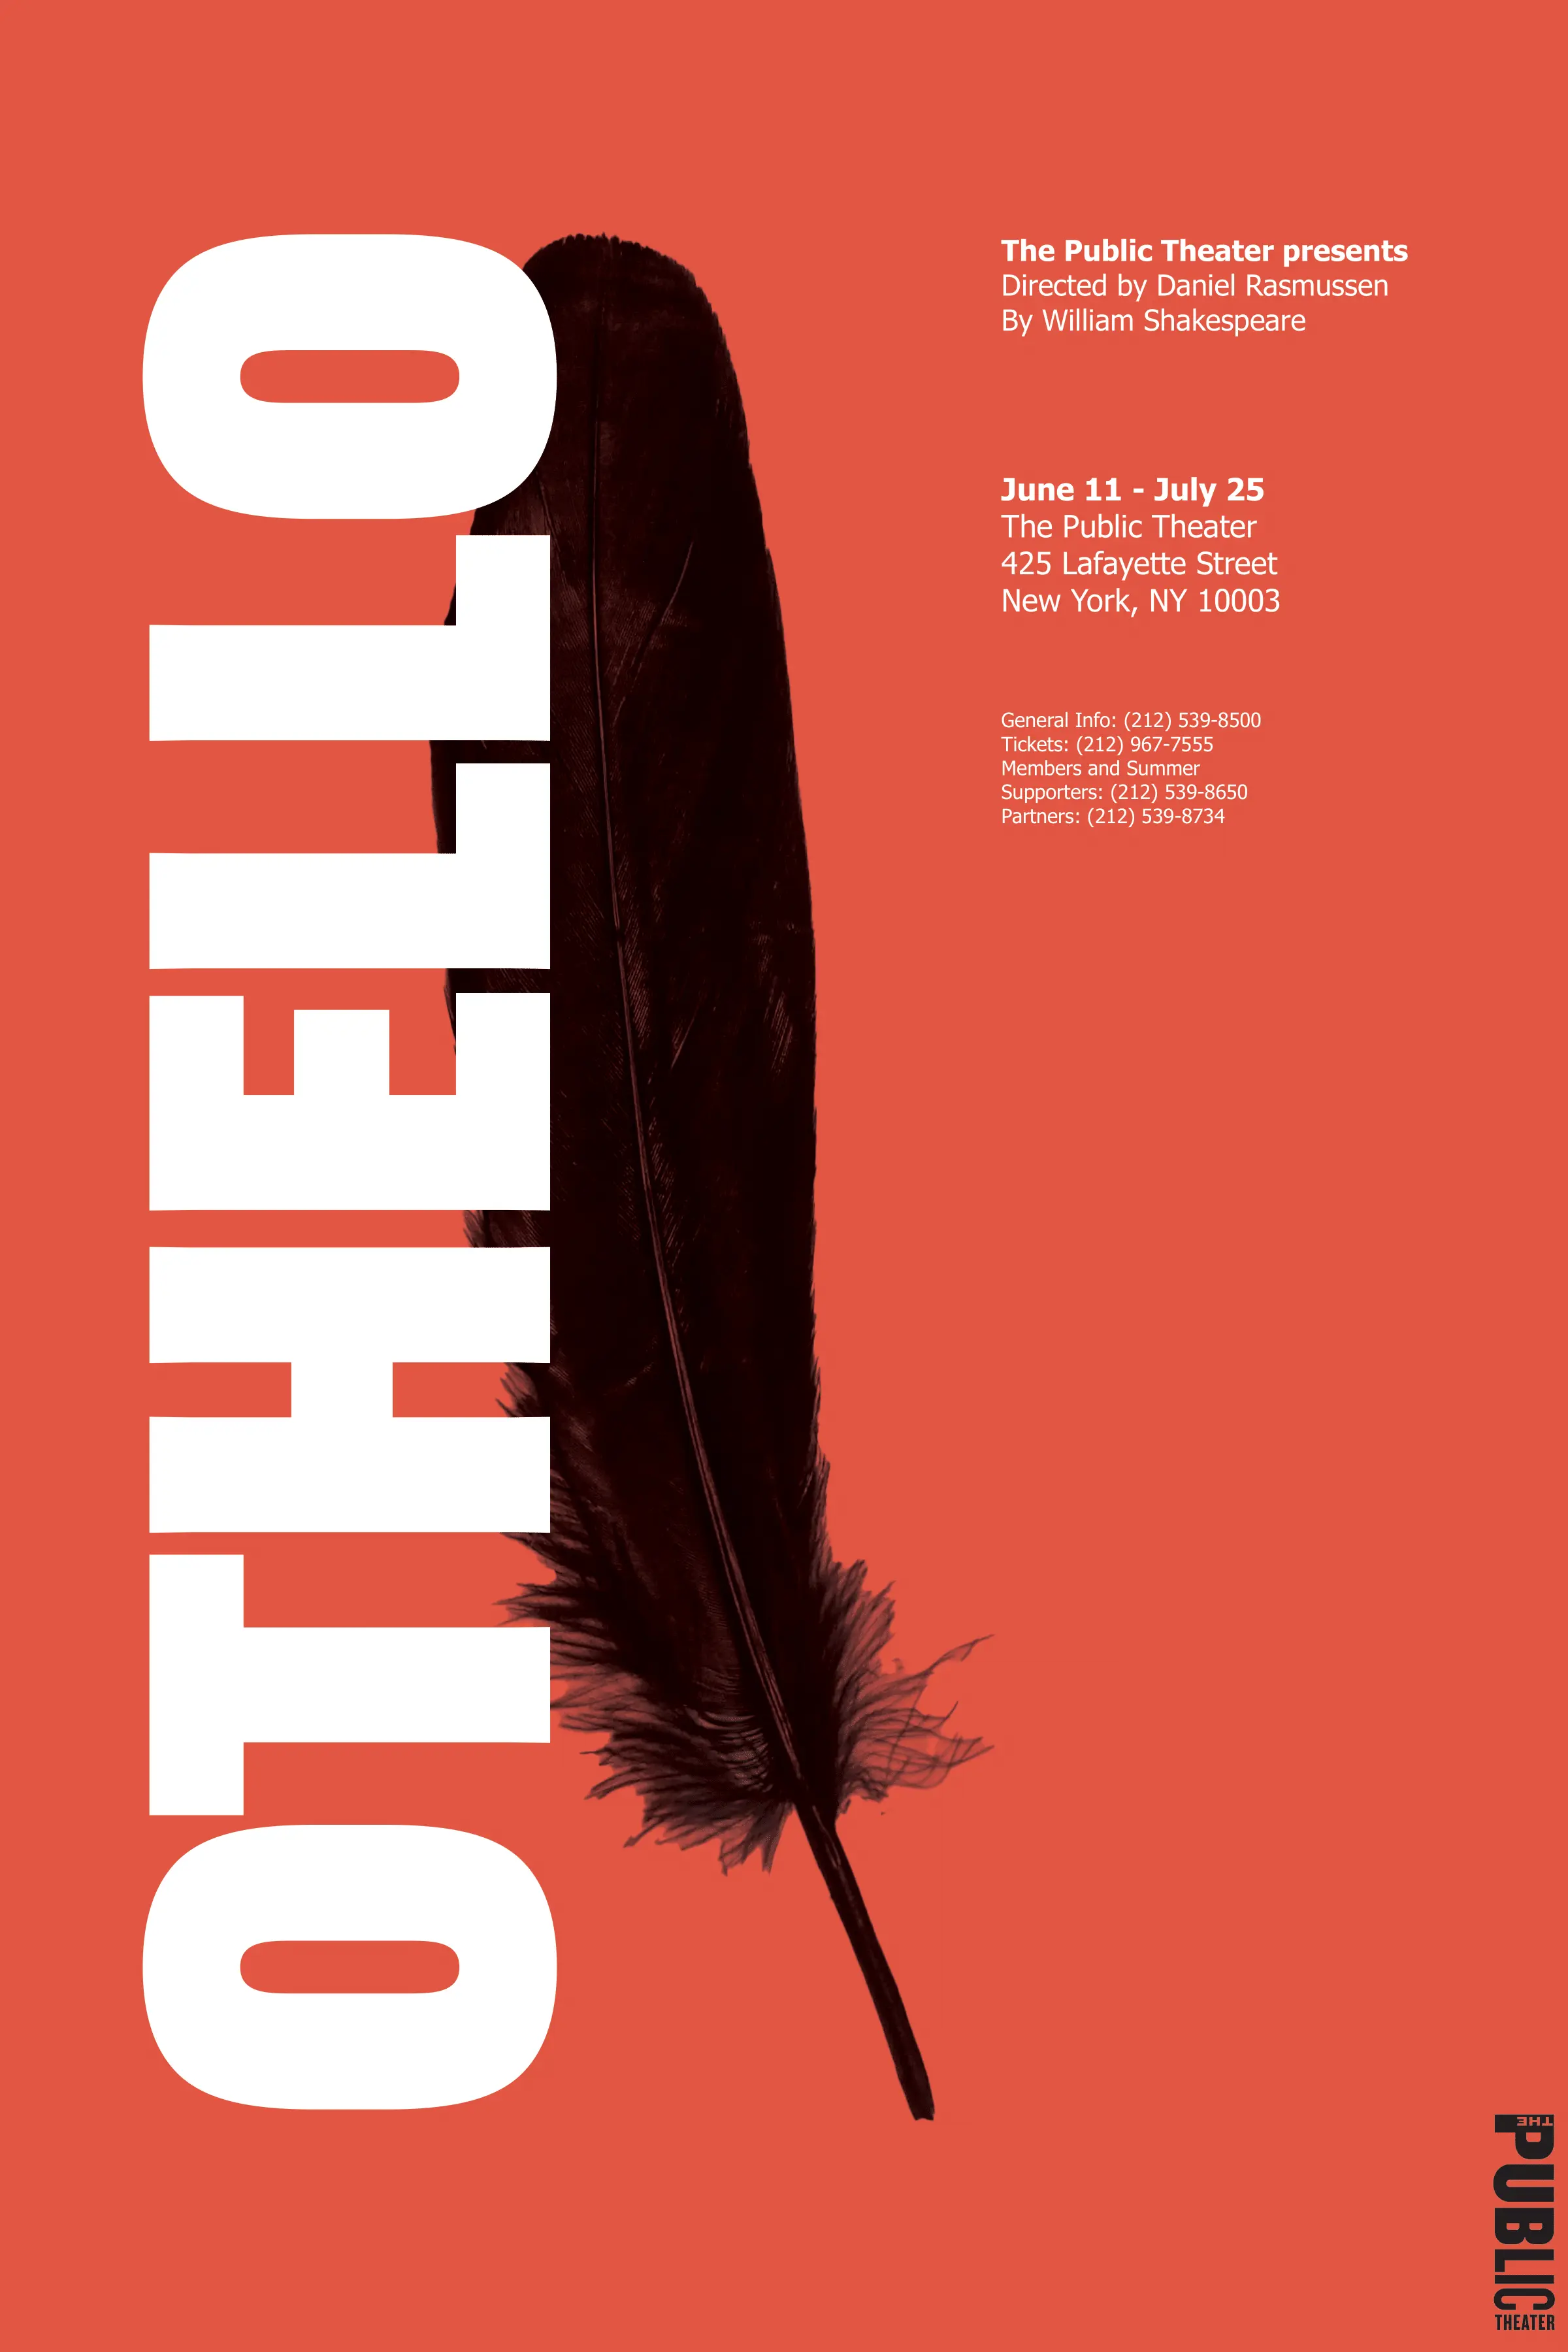 OTHELLO
The Public Theater presents
Directed by Daniel Rasmussen
By William Shakespeare
June 11 - July 25
The Public Theater
425 Lafayette Street
New York, NY 10003
General Info: (212) 539-8500
Tickets: (212) 967-7555
Members and Summer
Supporters: (212) 539-8650
Partners: (212) 539-8734
THE
PUBLIC
THEATER